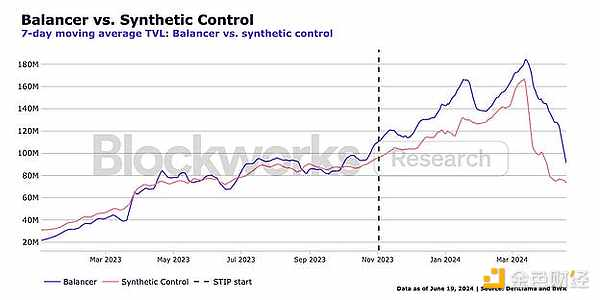 Balancer vs. Synthetic Control
7-day moving average TVL: Balancer vs. synthetic control
180M
160M
140M
120M
100M
80M
60M
40M
20M
Blockworks Research
Mar 2023 May 2023 Jul 2023 Sep 2023 Nov 2023 Jan 2024 Mar 2024
Balancer Synthetic Control STIP start
Data as of June 19, 2024 | Source: DefiLlama and BWR
金色财经